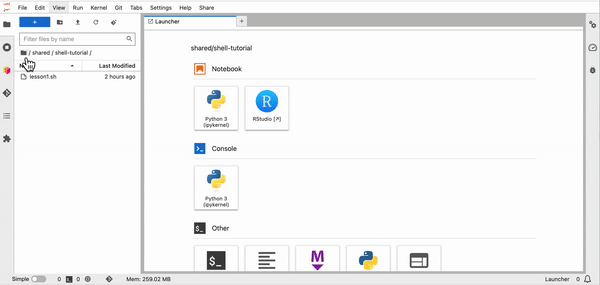 File Edit View Run Kernel Git Tabs Settings Help Share
Launcher
Filter files by name
/ shared / shell-tutorial /
Last Modified
lesson1.sh 2 hours ago
shared/shell-tutorial
Notebook
Python 3
(ipykernel)
RStudio [↗]
Console
Python 3
(ipykernel)
Other
$_
M
Simple 0 0 Mem: 259.02 MB Launcher 0